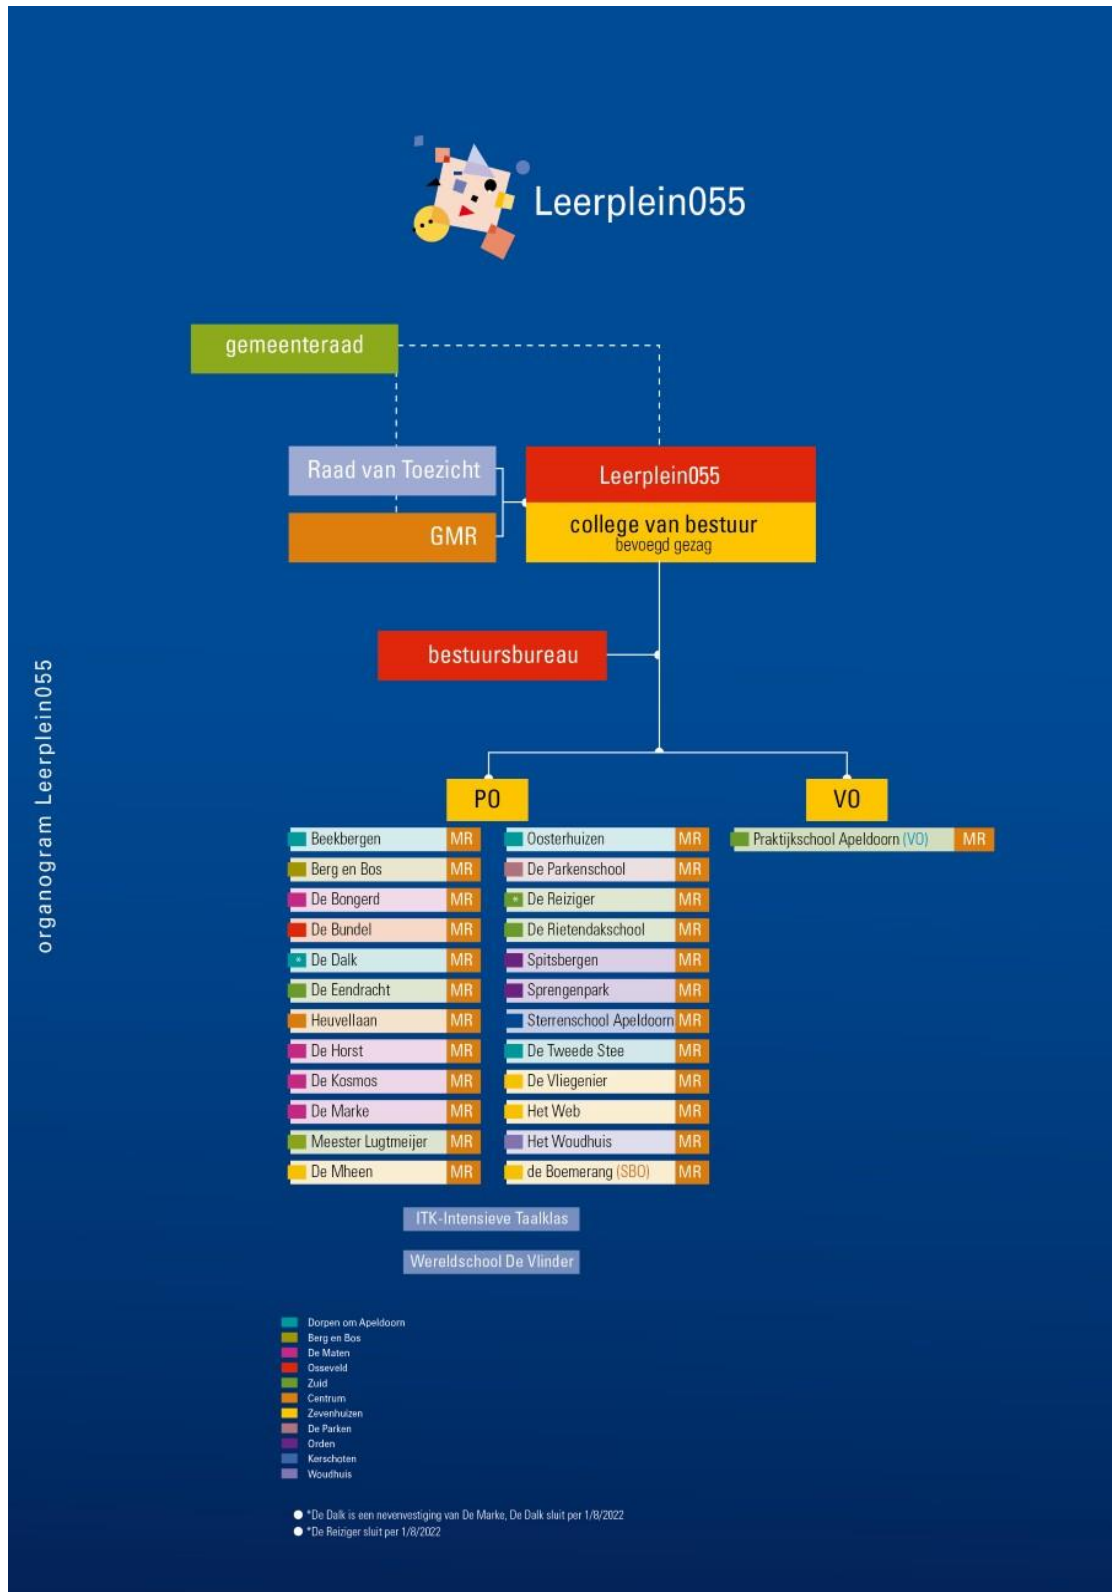 Leerplein055
gemeenteraad
Raad van Toezicht
GMR
Leerplein055
college van bestuur
bevoegd gezag
bestuursbureau
organogram Leerplein055
PO
VO
Beekbergen MR
Berg en Bos MR
De Bongerd MR
De Bundel MR
* De Dalk MR
De Eendracht MR
Heuvellaan MR
De Horst MR
De Kosmos MR
De Marke MR
Meester Lugtmeijer MR
De Mheen MR
Oosterhuizen MR
De Parkenschool MR
* De Reiziger MR
De Rietendakschool MR
Spitsbergen MR
Sprengenpark MR
Sterrenschool Apeldoorn MR
De Tweede Stee MR
De Vliegenier MR
Het Web MR
Het Woudhuis MR
de Boemerang (SBO) MR
Praktijkschool Apeldoorn (VO) MR
ITK-Intensieve Taalklas
Wereldschool De Vlinder
Dorpen om Apeldoorn
Berg en Bos
De Maten
Osseveld
Zuid
Centrum
Zevenhuizen
De Parken
Orden
Kerschoten
Woudhuis
*De Dalk is een nevenvestiging van De Marke, De Dalk sluit per 1/8/2022
*De Reiziger sluit per 1/8/2022